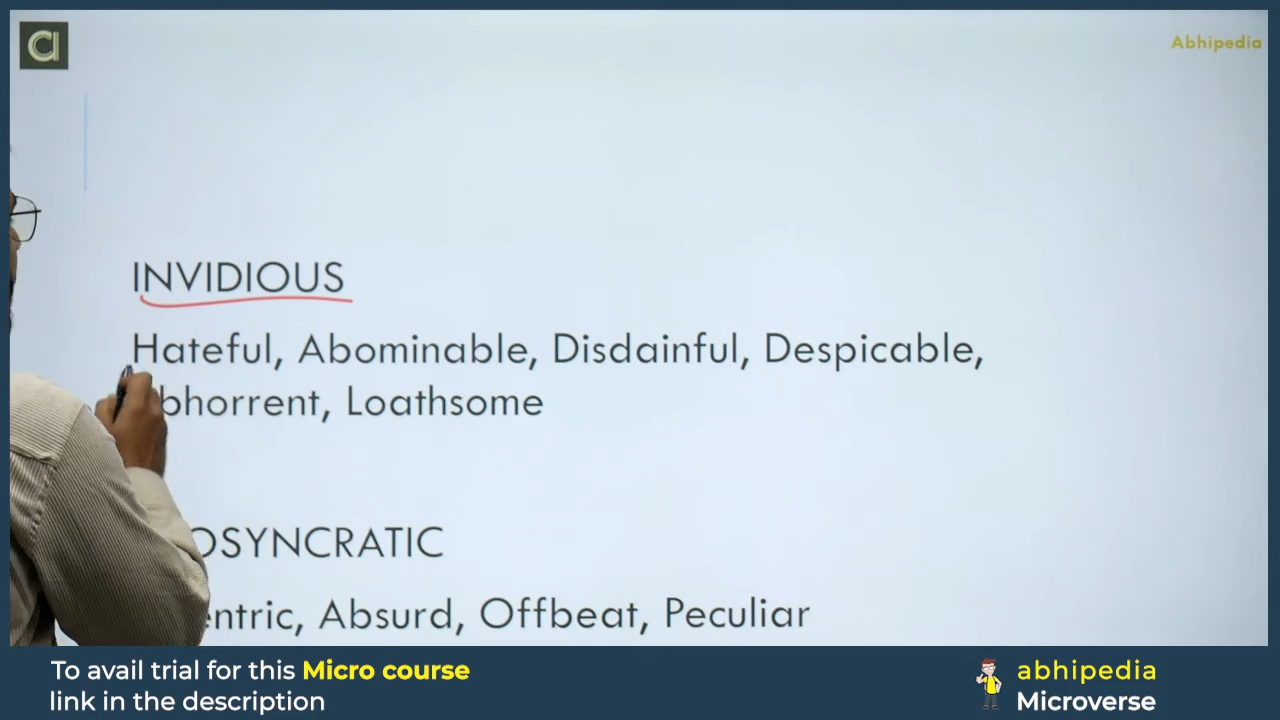 Abhipedia
INVIDIOUS
Hateful, Abominable, Disdainful, Despicable,
bhorrent, Loathsome
OSYNCRATIC
entric, Absurd, Offbeat, Peculiar
To avail trial for this Micro course
link in the description
abhipedia
Microverse